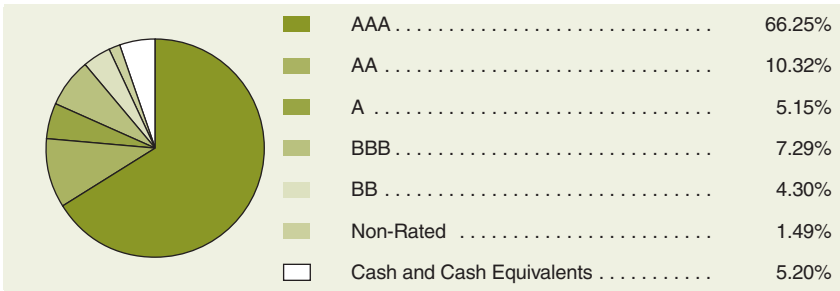 AAA . . . . . . . . . . . . . . . . . . . . . . . . . . . . . 66.25%
AA . . . . . . . . . . . . . . . . . . . . . . . . . . . . . . 10.32%
A . . . . . . . . . . . . . . . . . . . . . . . . . . . . . . . 5.15%
BBB . . . . . . . . . . . . . . . . . . . . . . . . . . . . . 7.29%
BB . . . . . . . . . . . . . . . . . . . . . . . . . . . . . . 4.30%
Non-Rated . . . . . . . . . . . . . . . . . . . . . . . 1.49%
Cash and Cash Equivalents . . . . . . . . . . 5.20%